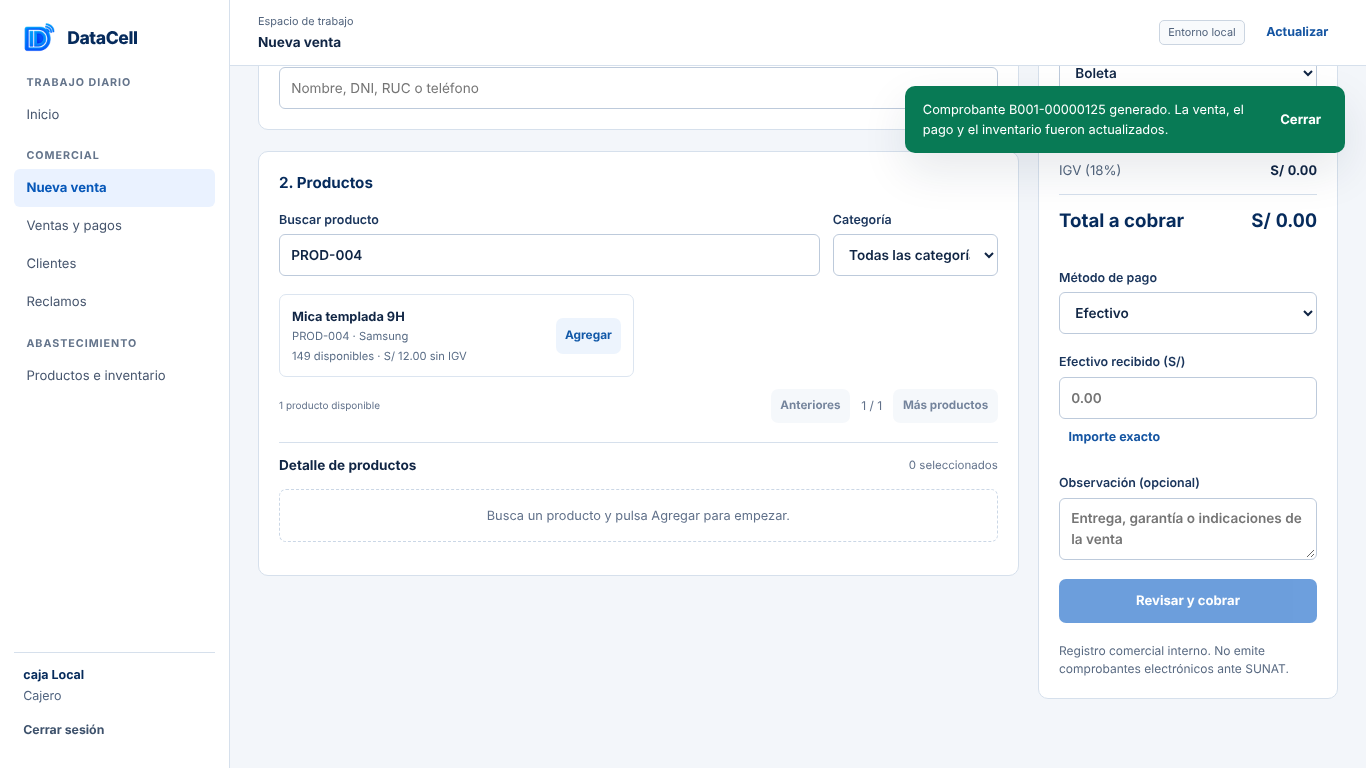 DataCell
TRABAJO DIARIO
Inicio
COMERCIAL
Nueva venta
Ventas y pagos
Clientes
Reclamos
ABASTECIMIENTO
Productos e inventario
caja Local
Cajero
Cerrar sesión
Espacio de trabajo
Nueva venta
Entorno local
Actualizar
Nombre, DNI, RUC o teléfono
2. Productos
Buscar producto
Categoría
PROD-004
Todas las categorí
Mica templada 9H
PROD-004 · Samsung
149 disponibles · S/ 12.00 sin IGV
Agregar
1 producto disponible
Anteriores
1 / 1
Más productos
Detalle de productos
0 seleccionados
Busca un producto y pulsa Agregar para empezar.
Boleta
Comprobante B001-00000125 generado. La venta, el
pago y el inventario fueron actualizados.
Cerrar
IGV (18%)
S/ 0.00
Total a cobrar
S/ 0.00
Método de pago
Efectivo
Efectivo recibido (S/)
0.00
Importe exacto
Observación (opcional)
Entrega, garantía o indicaciones de
la venta
Revisar y cobrar
Registro comercial interno. No emite
comprobantes electrónicos ante SUNAT.